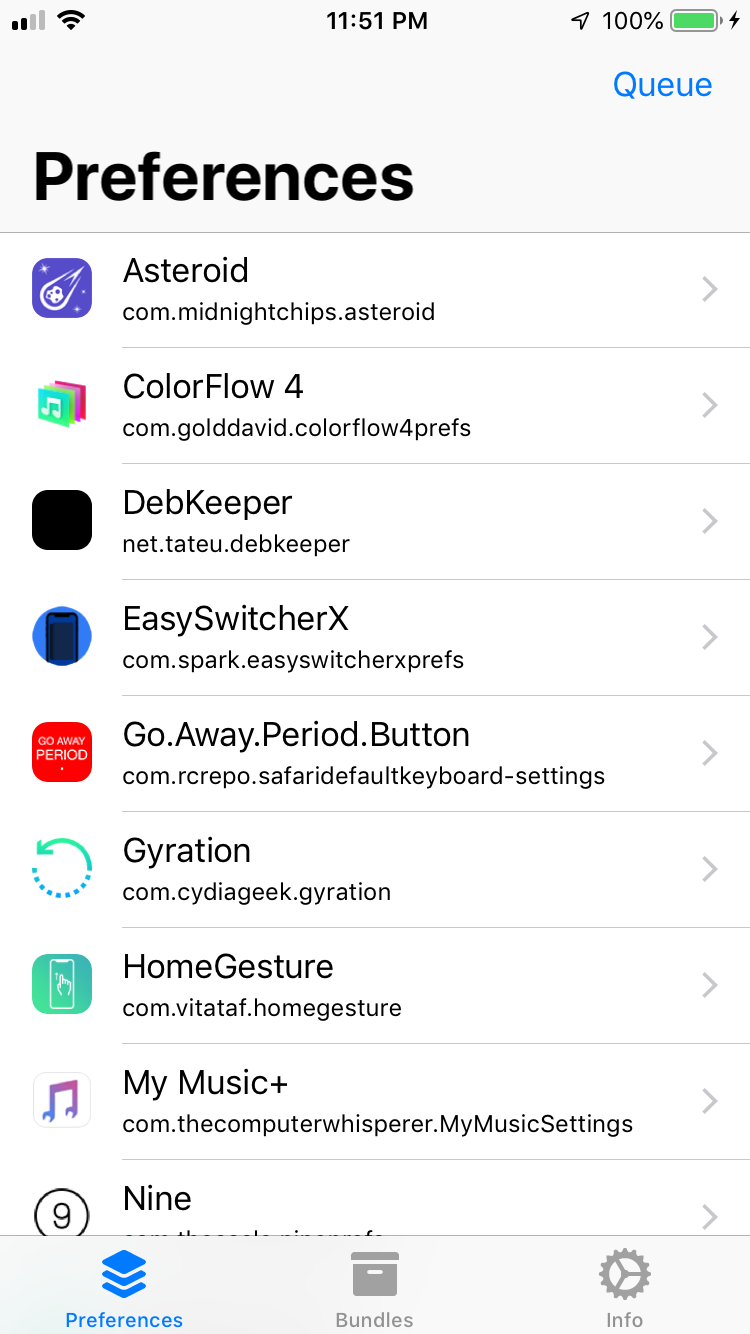 11:51 PM
100%
Queue
Preferences
Asteroid
com.midnightchips.asteroid
ColorFlow 4
com.golddavid.colorflow4prefs
DebKeeper
net.tateu.debkeeper
EasySwitcherX
com.spark.easyswitcherxprefs
GO AWAY
PERIOD
.
Go.Away.Period.Button
com.rcrepo.safaridefaultkeyboard-settings
Gyration
com.cydiageek.gyration
HomeGesture
com.vitataf.homegesture
My Music+
com.thecomputerwhisperer.MyMusicSettings
9
Nine
Preferences
Bundles
Info